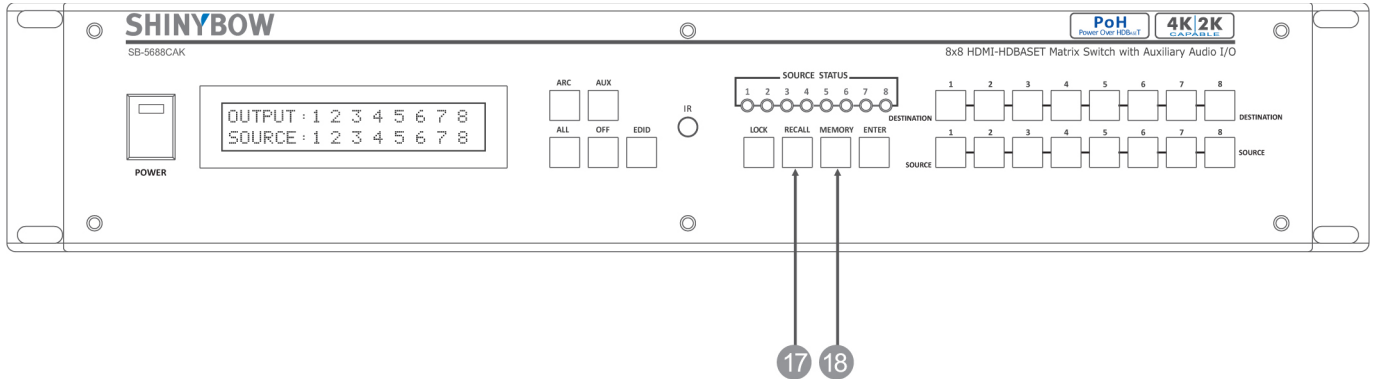 SHINYBOW
PoH
Power Over HDBaseT
4K 2K
CAPABLE
SB-5688CAK
8x8 HDMI-HDBASET Matrix Switch with Auxiliary Audio I/O
POWER
OUTPUT:1 2 3 4 5 6 7 8
SOURCE:1 2 3 4 5 6 7 8
ARC AUX
ALL OFF EDID
IR
SOURCE STATUS
1 2 3 4 5 6 7 8
LOCK RECALL MEMORY ENTER
1 2 3 4 5 6 7 8
DESTINATION DESTINATION
1 2 3 4 5 6 7 8
SOURCE SOURCE
17 18